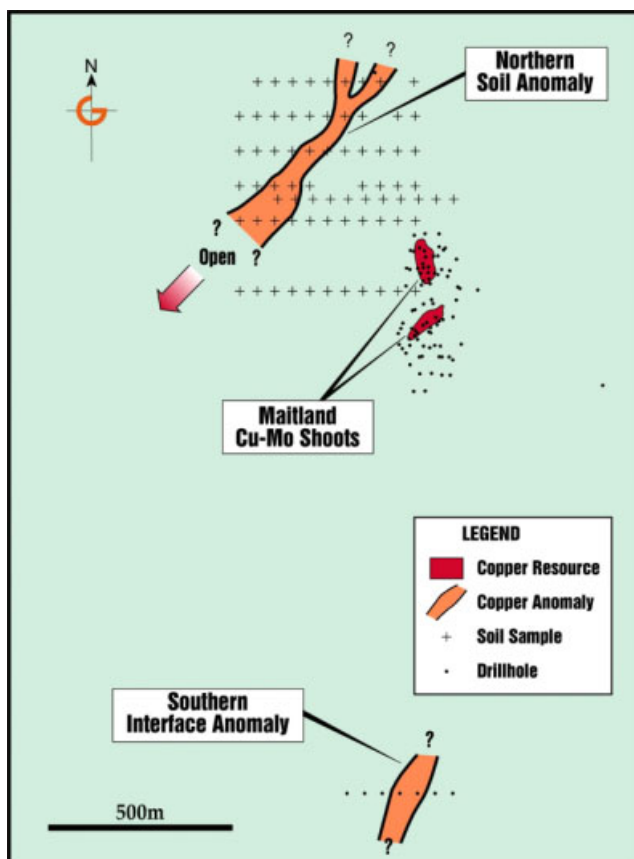 ?
?
N
Northern
Soil Anomaly
?
Open
?
Maitland
Cu-Mo Shoots
LEGEND
Copper Resource
Copper Anomaly
Soil Sample
Drillhole
Southern
Interface Anomaly
?
500m
?